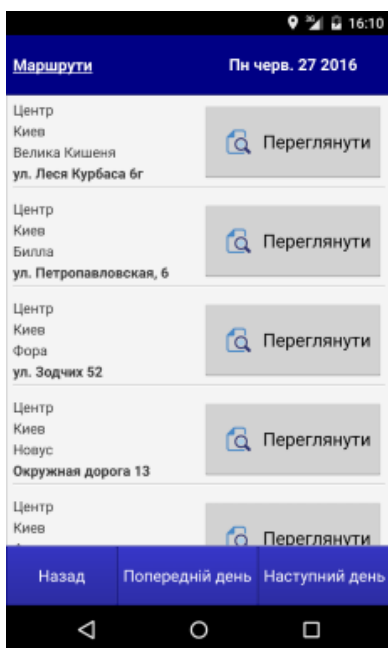 3G 16:10
Маршрути Пн черв. 27 2016
Центр
Киев
Велика Кишеня
ул. Леся Курбаса 6г
Переглянути
Центр
Киев
Билла
ул. Петропавловская, 6
Переглянути
Центр
Киев
Фора
ул. Зодчих 52
Переглянути
Центр
Киев
Новус
Окружная дорога 13
Переглянути
Центр
Киев
Переглянути
Назад Попередній день Наступний день